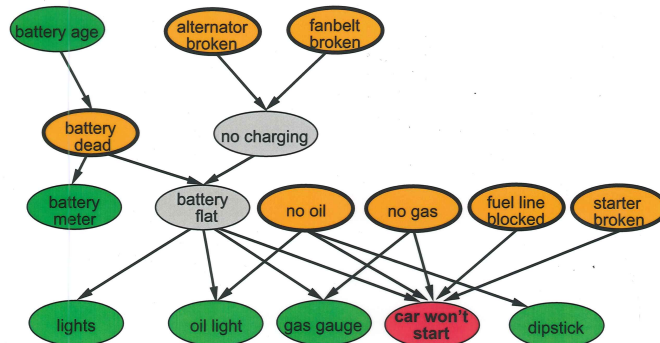 battery age
alternator
broken
fanbelt
broken
battery
dead
no charging
battery
meter
battery
flat
no oil
no gas
fuel line
blocked
starter
broken
lights
oil light
gas gauge
car won't
start
dipstick